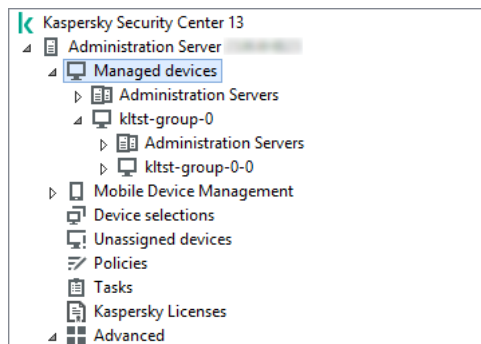 Kaspersky Security Center 13
Administration Server
Managed devices
Administration Servers
kltst-group-0
Administration Servers
kltst-group-0-0
Mobile Device Management
Device selections
Unassigned devices
Policies
Tasks
Kaspersky Licenses
Advanced